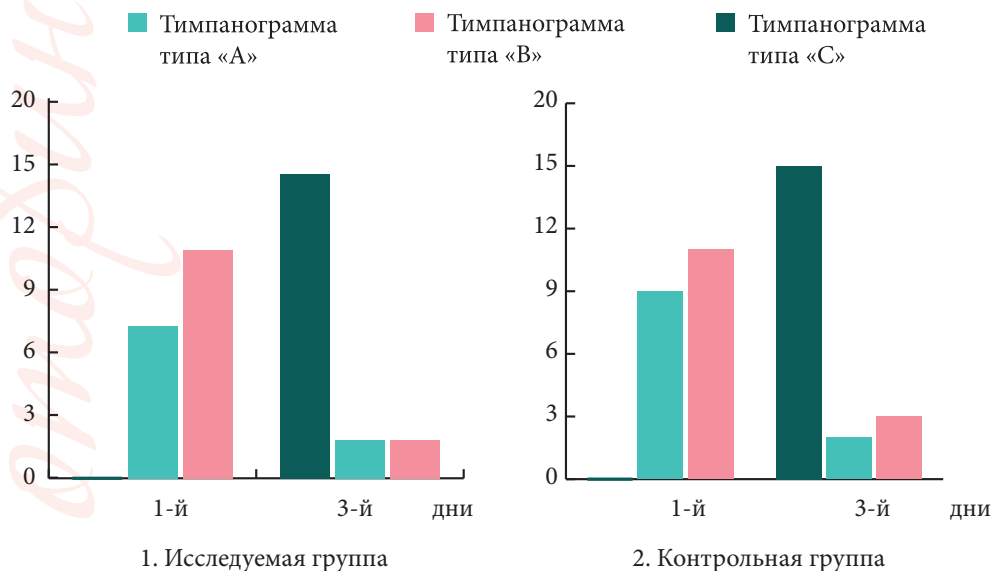 Тимпанограмма
типа «А»
Тимпанограмма
типа «В»
Тимпанограмма
типа «С»
20
15
12
9
6
3
0
1-й
3-й
дни
1. Исследуемая группа
20
15
12
9
6
3
0
1-й
3-й
дни
2. Контрольная группа